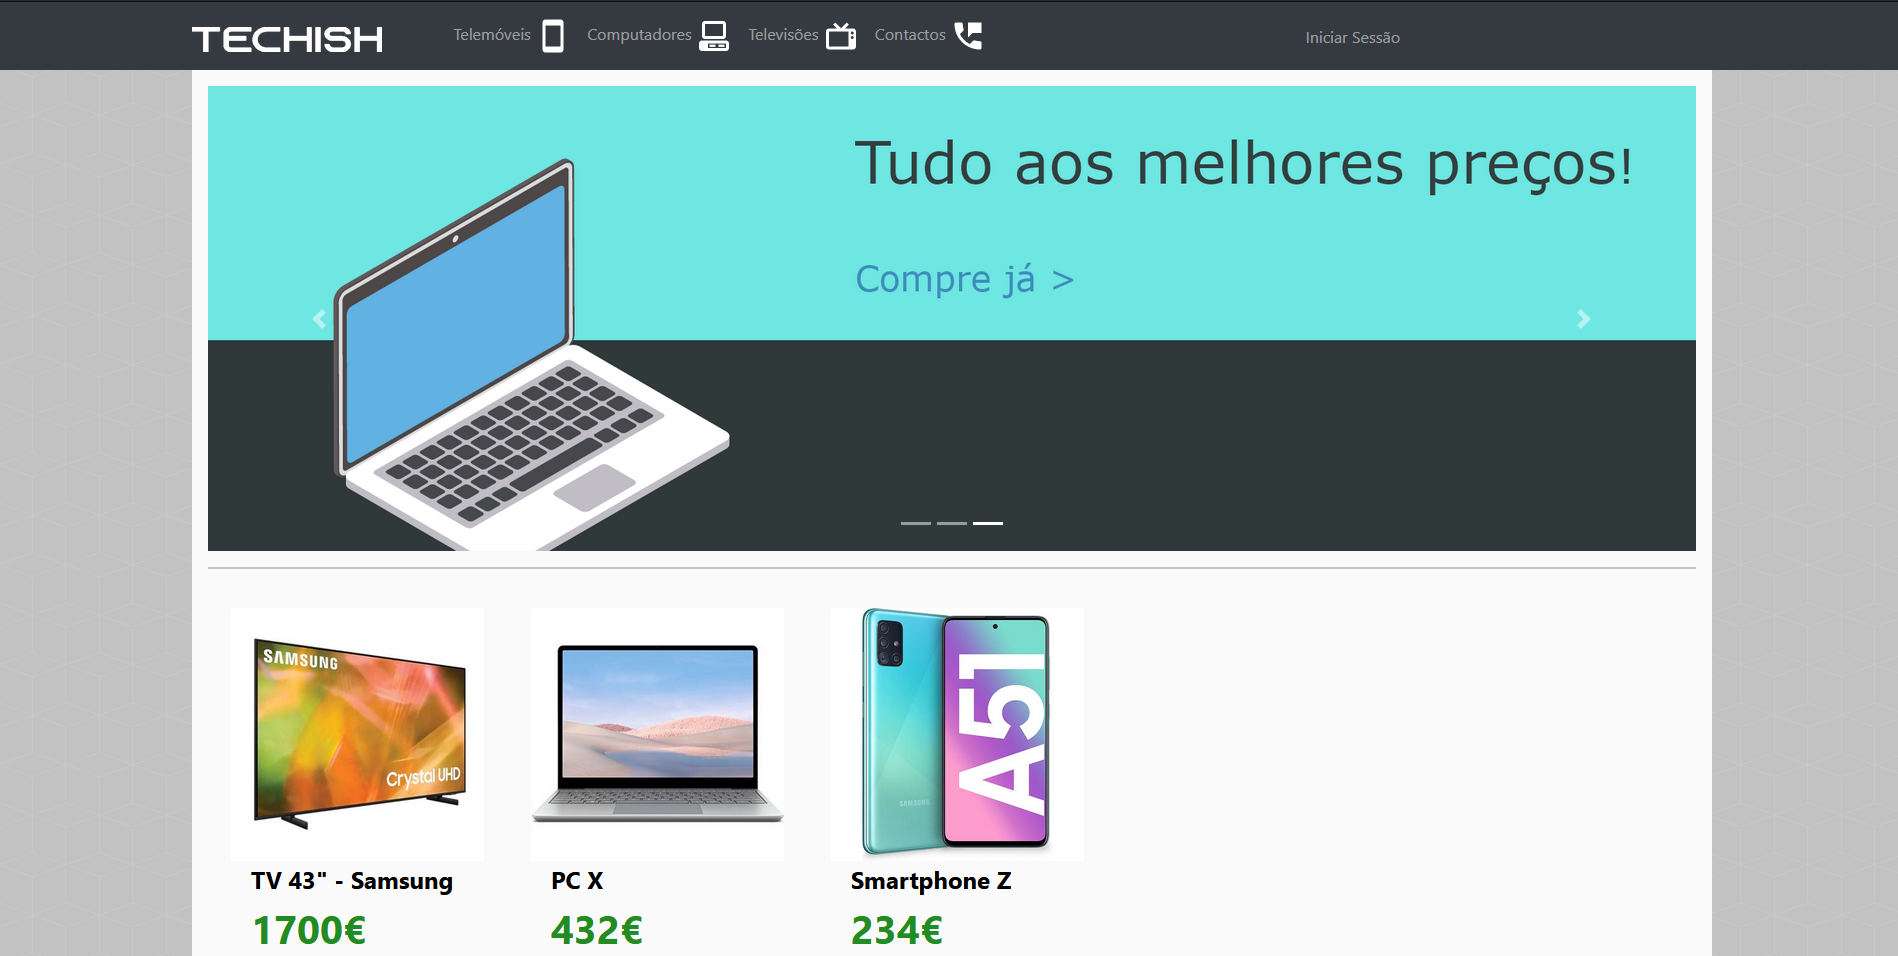 TECHISH
Telemóveis
Computadores
Televisões
Contactos
Iniciar Sessão
Tudo aos melhores preços!
Compre já >
SAMSUNG
Crystal UHD
SAMSUNG
A51
TV 43" - Samsung
PC X
Smartphone Z
1700€
432€
234€